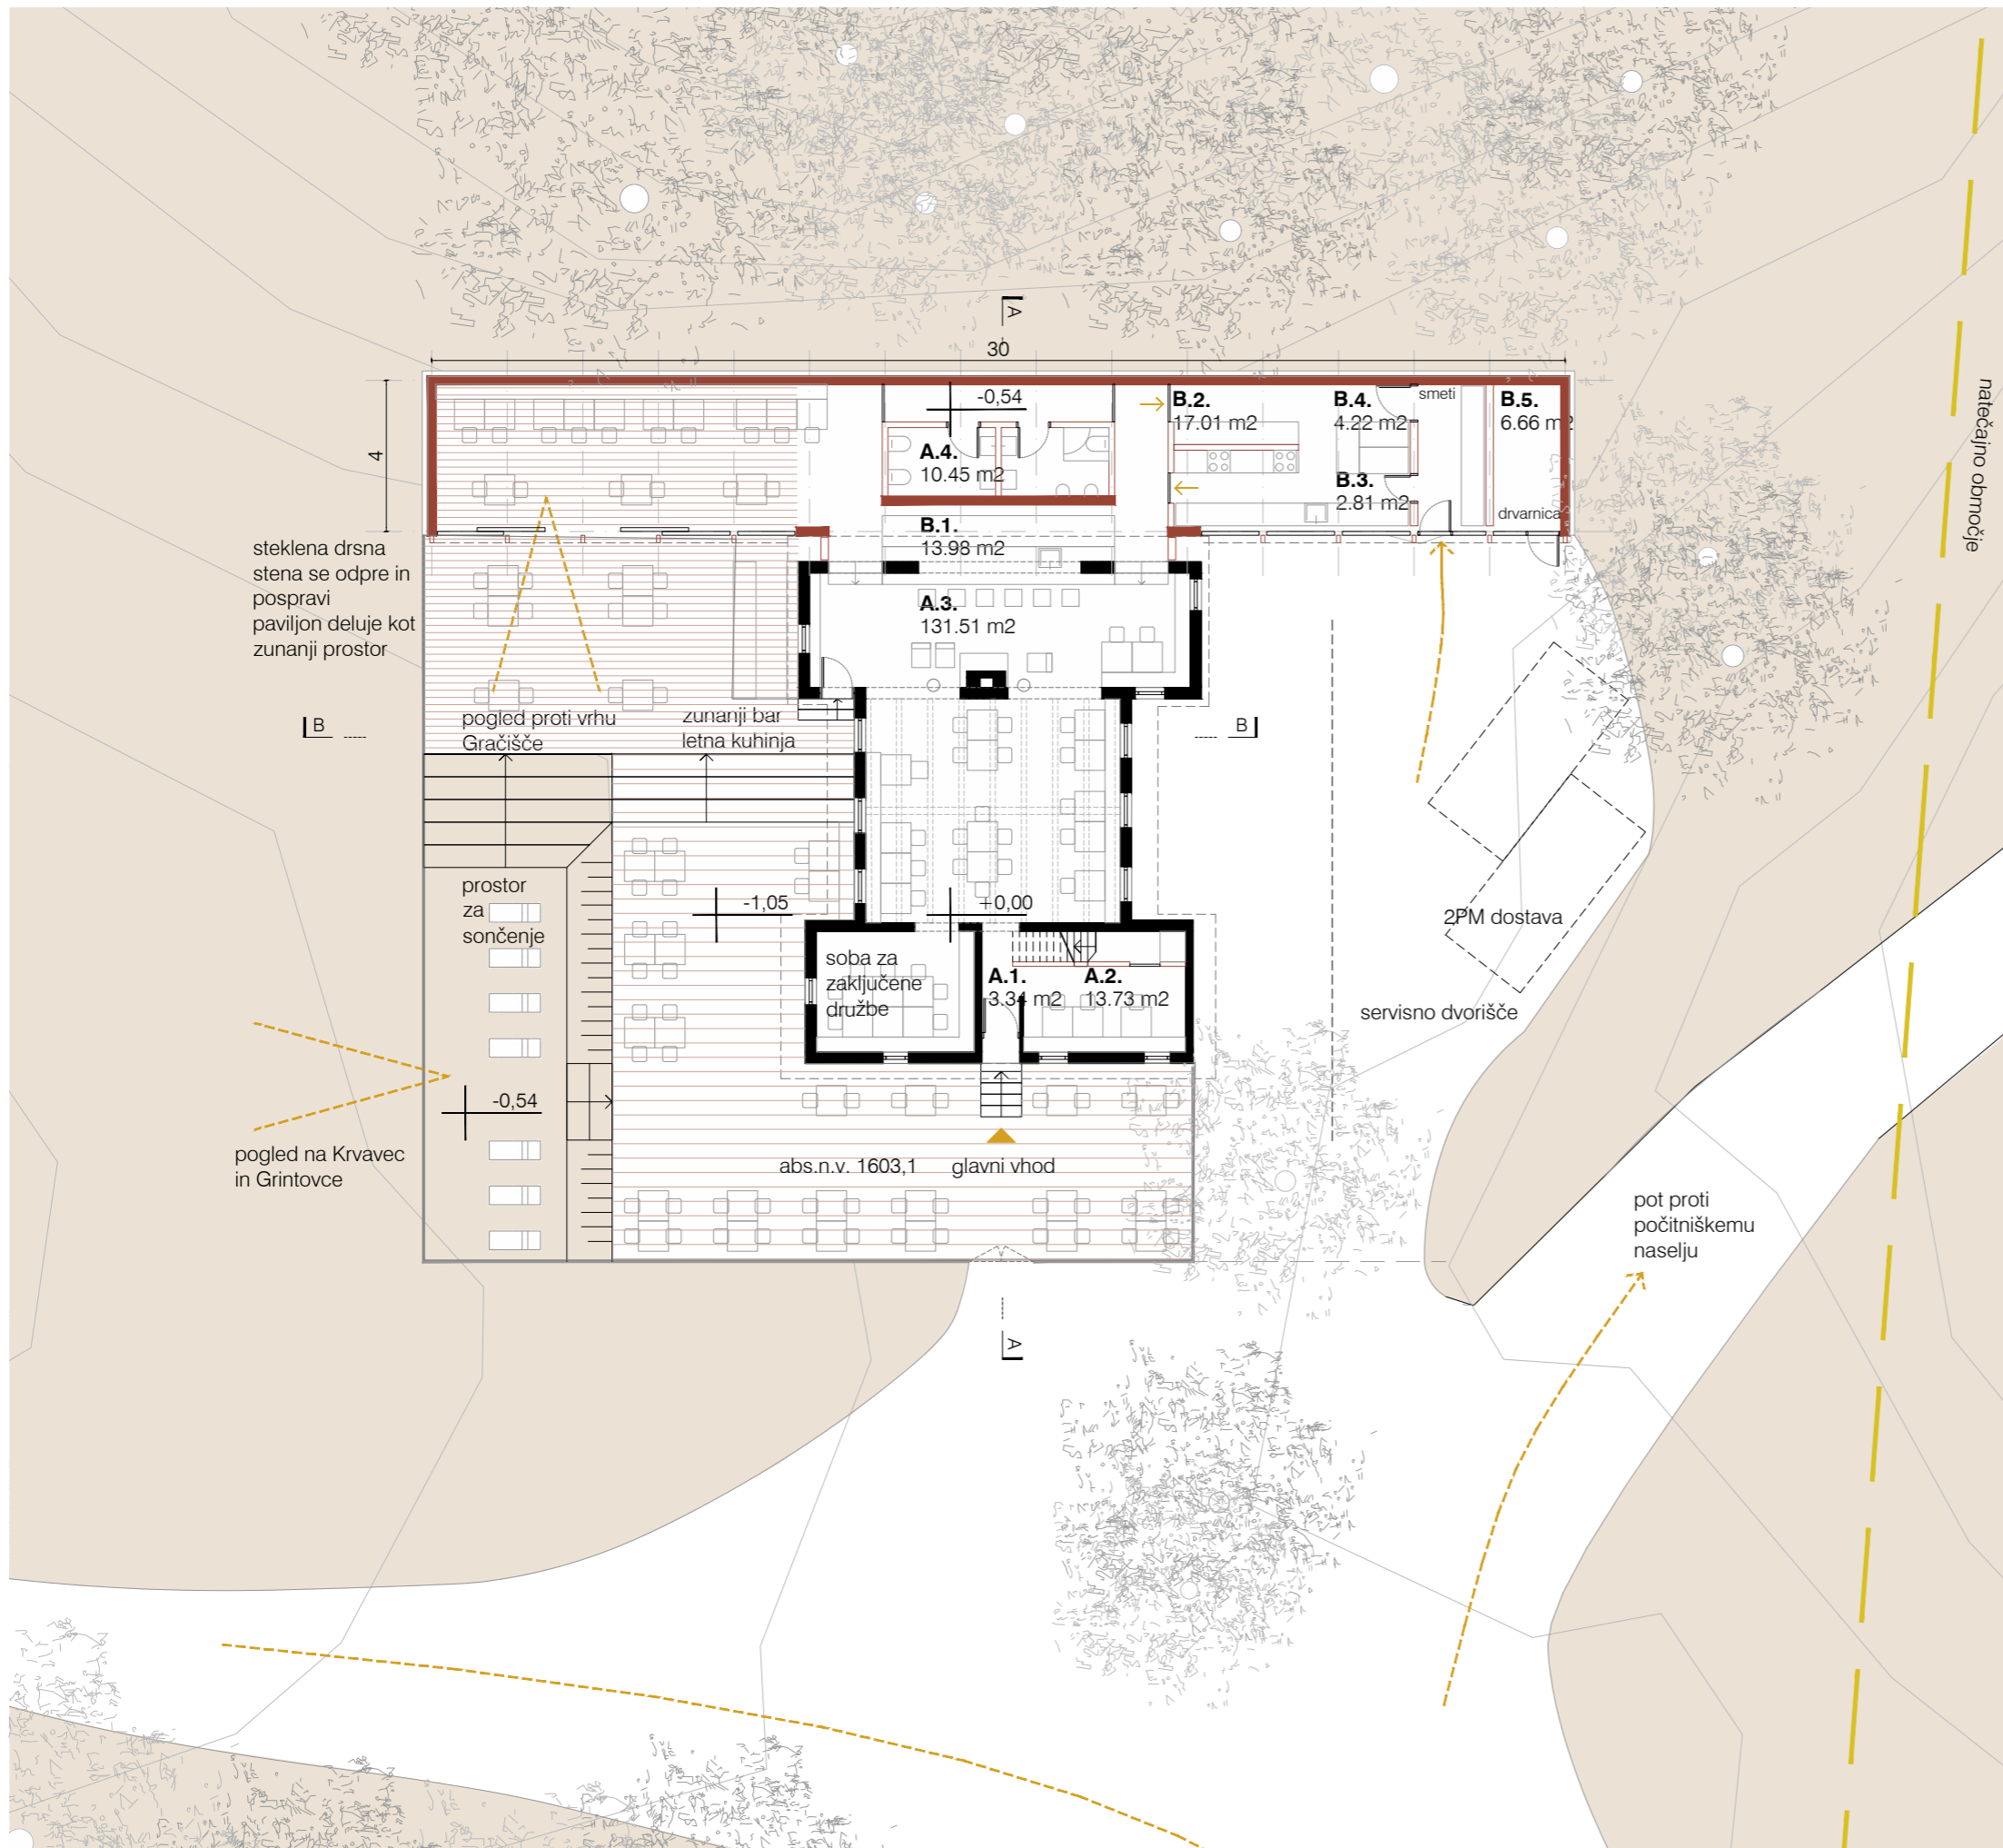 A
30
4
-0,54
B.2.
17.01 m2
B.4.
4.22 m2
smeti
B.5.
6.66 m2
A.4.
10.45 m2
B.3.
2.81 m2
drvarnica
B.1.
13.98 m2
natečajno območje
steklena drsna
stena se odpre in
pospravi
paviljon deluje kot
zunanji prostor
A.3.
131.51 m2
B
pogled proti vrhu
Gračišče
zunanji bar
letna kuhinja
B
prostor
za
sončenje
-1,05
+0,00
2PM dostava
soba za
zaključene
družbe
A.1.
3.34 m2
A.2.
13.73 m2
servisno dvorišče
-0,54
pogled na Krvavec
in Grintovce
abs.n.v. 1603,1
glavni vhod
pot proti
počitniškemu
naselju
A